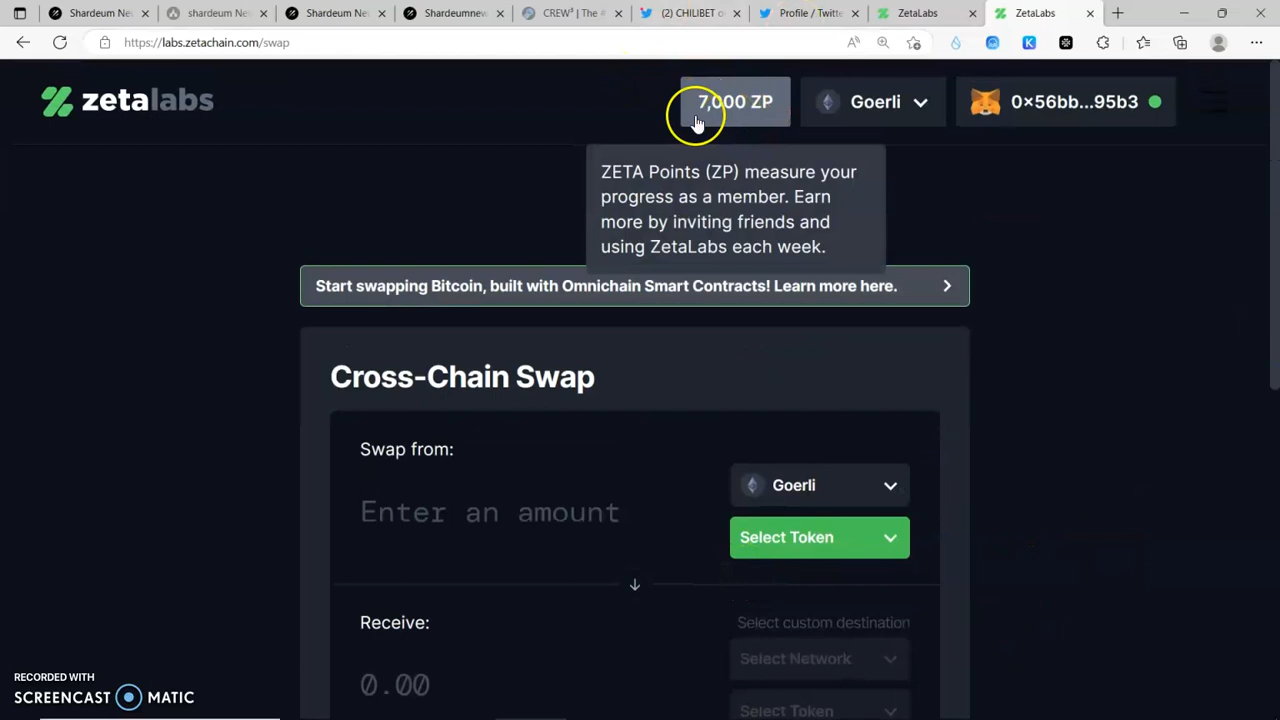 Shardeum Ne
shardeum Ne
Shardeum Ne
Shardeumnew
CREW³ | The #
(2) CHILIBET o
Profile / Twitte
ZetaLabs
ZetaLabs
https://labs.zetachain.com/swap
zetalabs
7,000 ZP
Goerli
0×56bb...95b3
ZETA Points (ZP) measure your
progress as a member. Earn
more by inviting friends and
using ZetaLabs each week.
Start swapping Bitcoin, built with Omnichain Smart Contracts! Learn more here.
Cross-Chain Swap
Swap from:
Goerli
Enter an amount
Select Token
Receive:
Select custom destination
Select Network
0.00
Select Token
RECORDED WITH
SCREENCAST MATIC